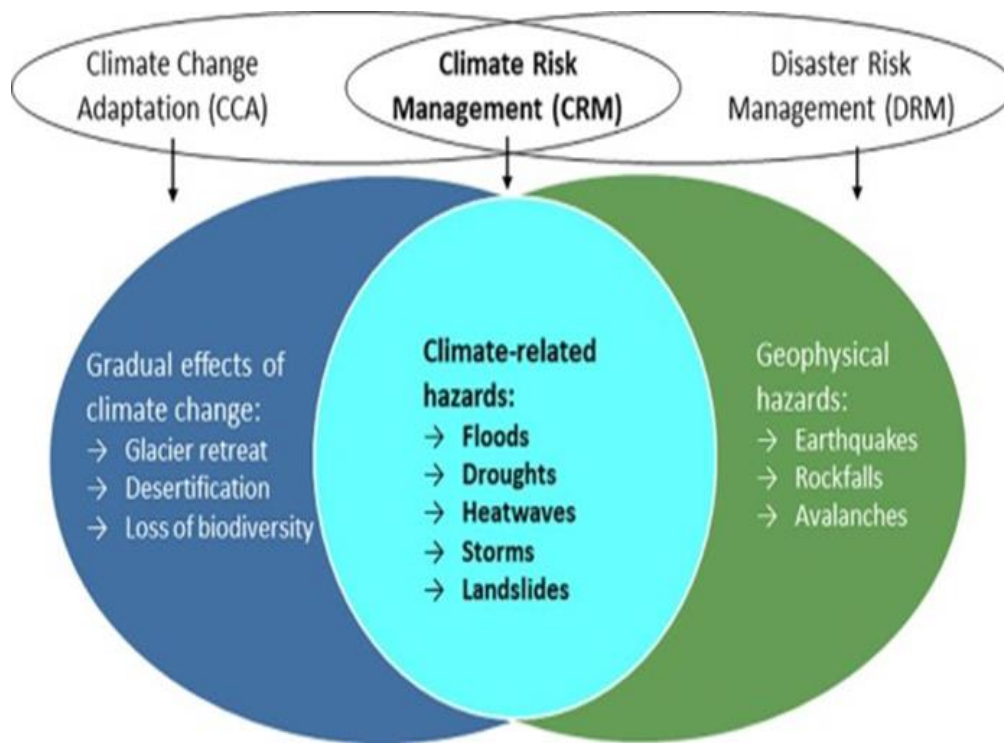 Climate Change
Adaptation (CCA)
Climate Risk
Management (CRM)
Disaster Risk
Management (DRM)
Gradual effects of
climate change:
→ Glacier retreat
→ Desertification
→ Loss of biodiversity
Climate-related
hazards:
→ Floods
→ Droughts
→ Heatwaves
→ Storms
→ Landslides
Geophysical
hazards:
→ Earthquakes
→ Rockfalls
→ Avalanches